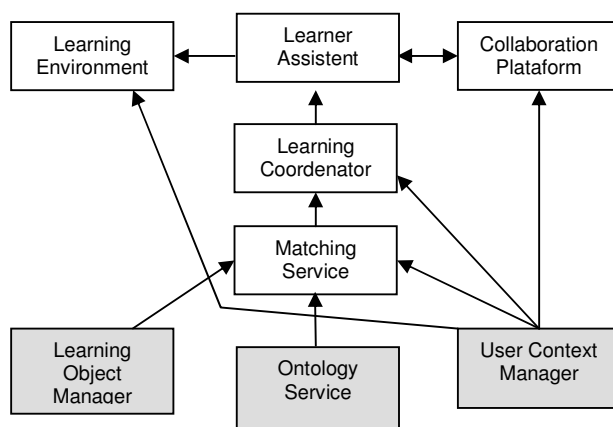 Learning
Environment
Learner
Assistent
Collaboration
Plataform
Learning
Coordenator
Matching
Service
Learning
Object
Manager
Ontology
Service
User Context
Manager